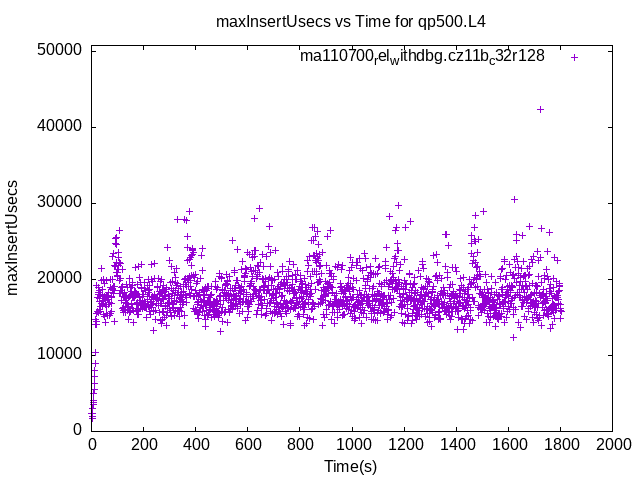 maxInsertUsecs vs Time for qp500.L4
ma110700relwithdbg.cz11bc32r128
maxInsertUsecs
50000
40000
30000
20000
10000
0
0 200 400 600 800 1000 1200 1400 1600 1800 2000
Time(s)